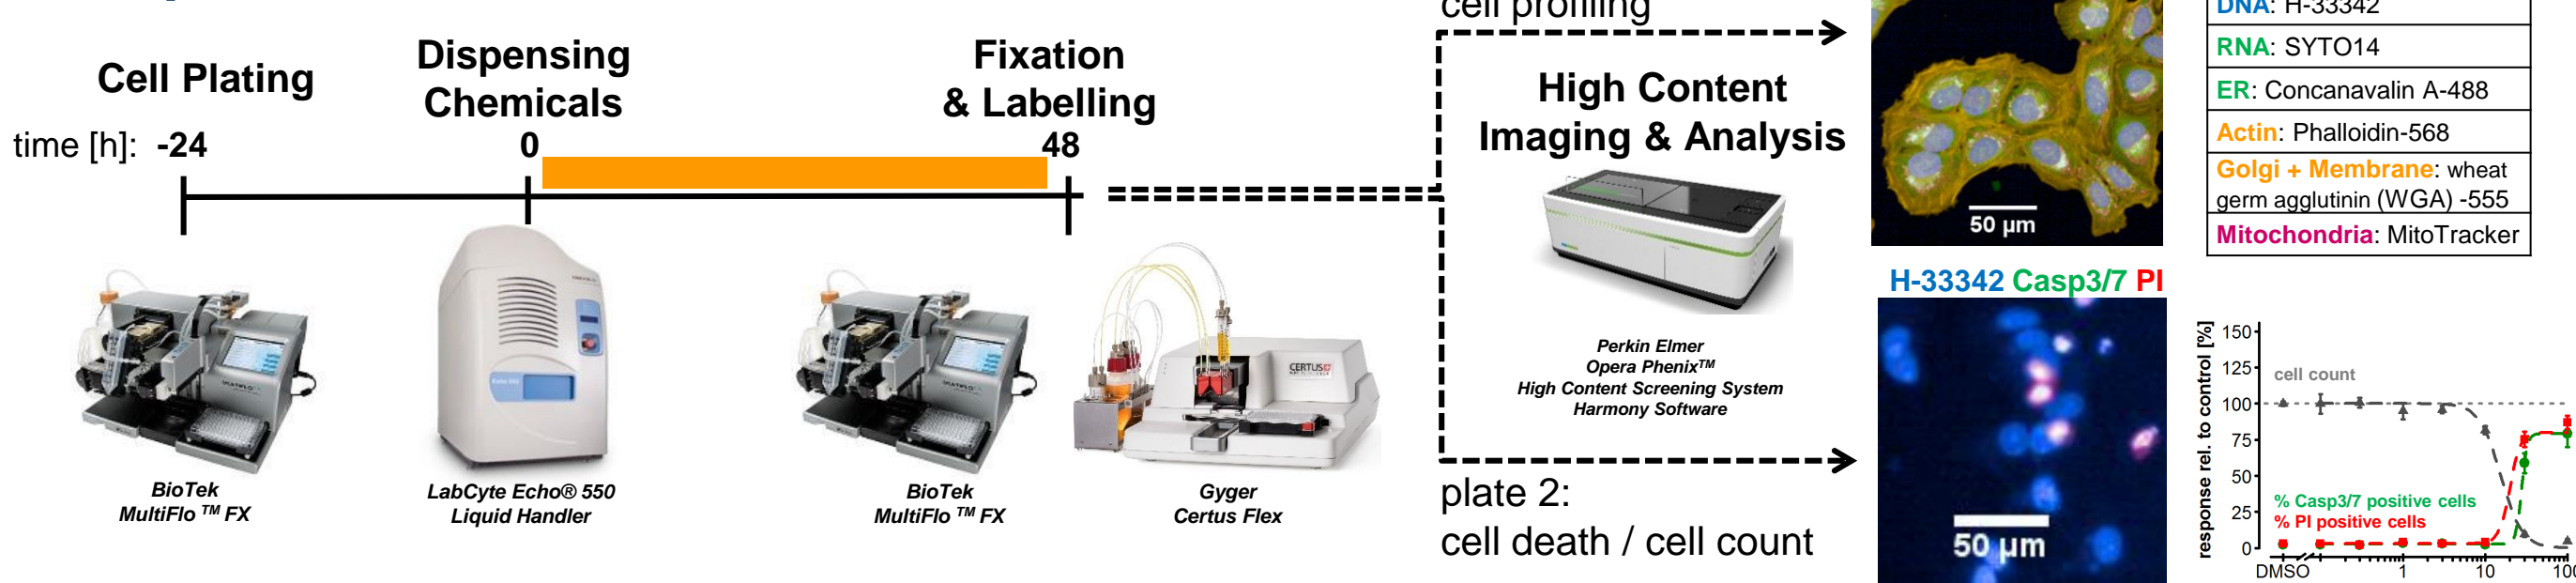 Cell Plating
Dispensing
Chemicals
Fixation
& Labelling
time [h]: -24
0
48
BioTek
MultiFlo TM FX
LabCyte Echo® 550
Liquid Handler
BioTek
MultiFlo TM FX
CERTUS
Gyger
Certus Flex
cell profiling
High Content
Imaging & Analysis
Perkin Elmer
Opera PhenixTM
High Content Screening System
Harmony Software
plate 2:
cell death / cell count
50 µm
DNA: H-33342
RNA: SYTO14
ER: Concanavalin A-488
Actin: Phalloidin-568
Golgi + Membrane: wheat
germ agglutinin (WGA) -555
Mitochondria: MitoTracker
H-33342 Casp3/7 PI
50 µm
response rel. to control [%]
150
125
100
75
50
25
0
cell count
% Casp3/7 positive cells
% PI positive cells
DMSO
1
10
100